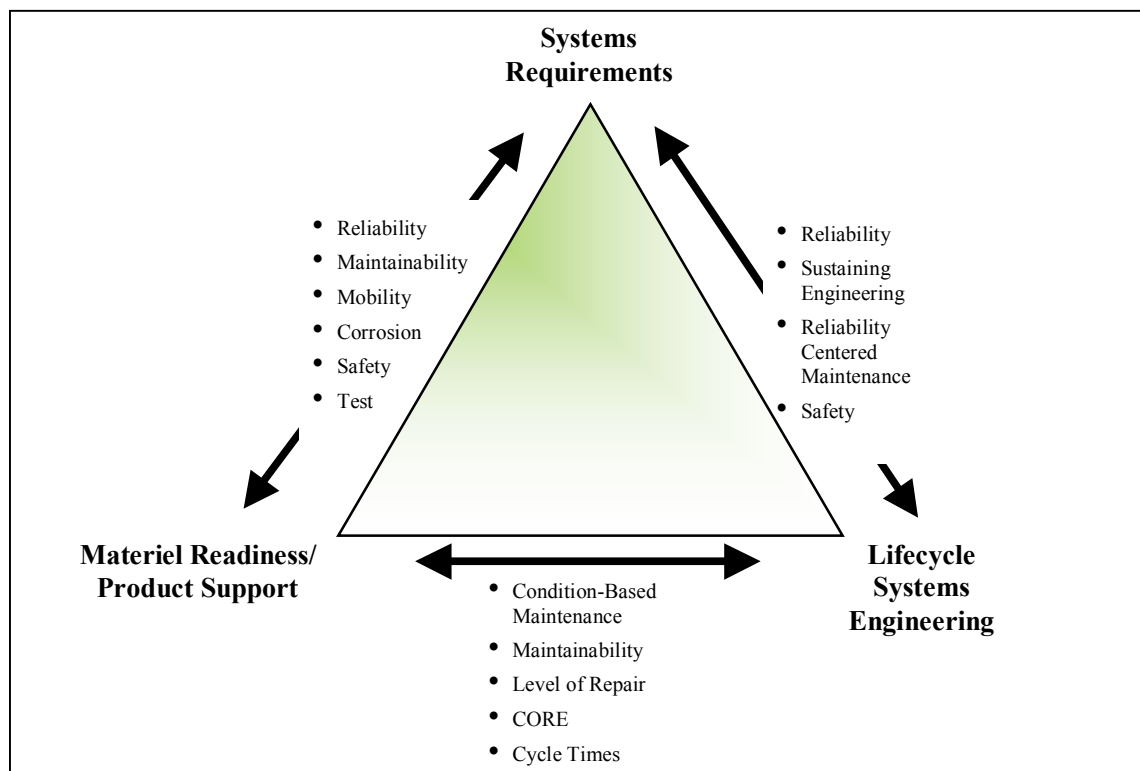 Systems
Requirements
• Reliability
• Maintainability
• Mobility
• Corrosion
• Safety
• Test
• Reliability
• Sustaining
Engineering
• Reliability
Centered
Maintenance
• Safety
Materiel Readiness/
Product Support
Lifecycle
Systems
Engineering
• Condition-Based
Maintenance
• Maintainability
• Level of Repair
• CORE
• Cycle Times